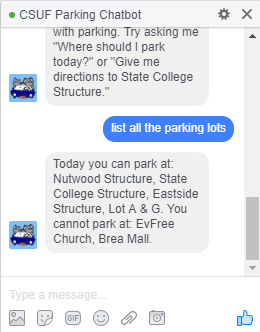 CSUF Parking Chatbot
with parking. Try asking me
"Where should I park
today?" or "Give me
directions to State College
Structure."
list all the parking lots
Today you can park at:
Nutwood Structure, State
College Structure, Eastside
Structure, Lot A & G. You
cannot park at: EvFree
Church, Brea Mall.
Type a message...
GIF